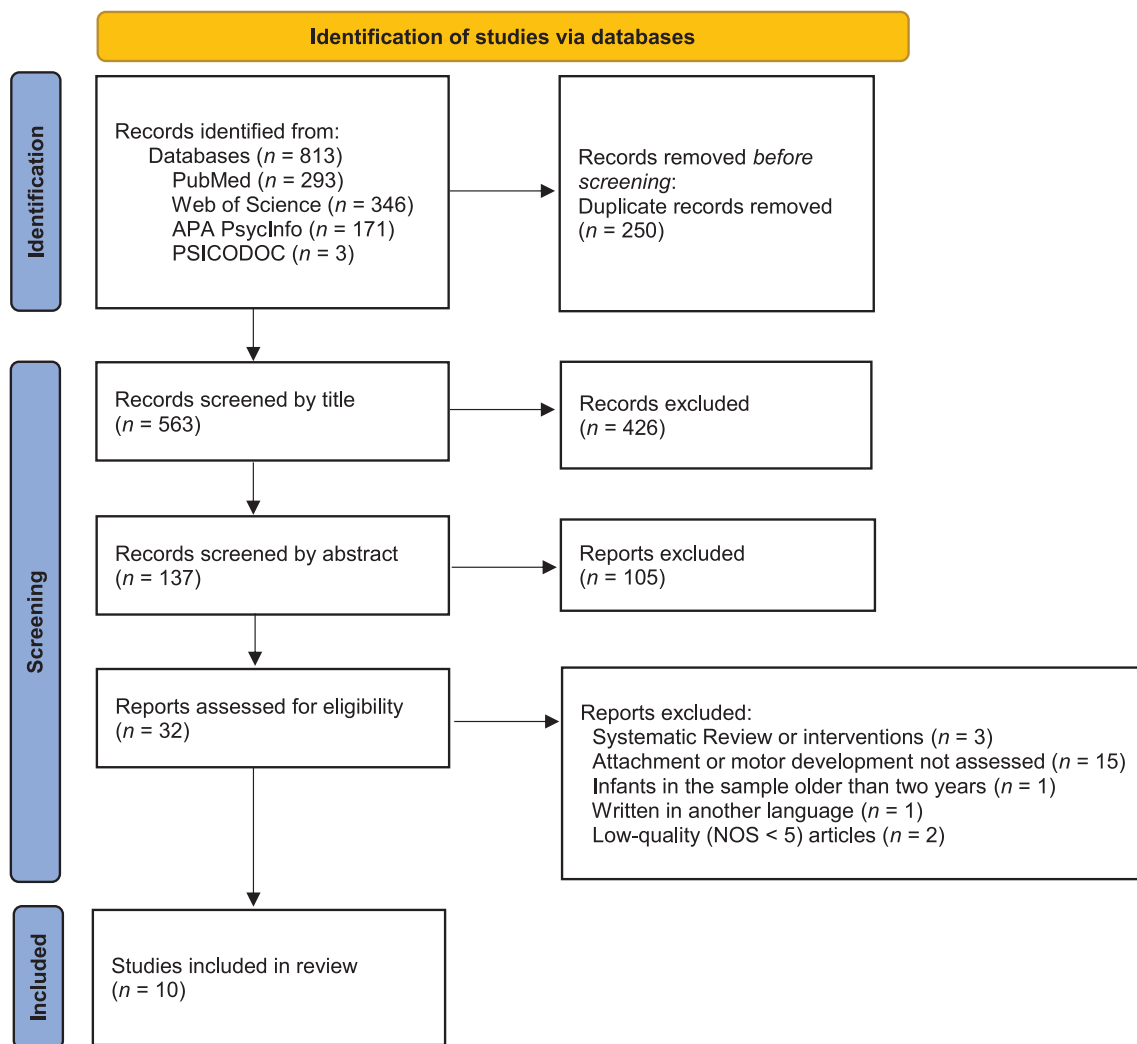 Identification of studies via databases
Identification
Records identified from:
Databases (n = 813)
PubMed (n = 293)
Web of Science (n = 346)
APA PsycInfo (n = 171)
PSICODOC (n = 3)
Records removed before
screening:
Duplicate records removed
(n = 250)
Screening
Records screened by title
(n = 563)
Records excluded
(n = 426)
Records screened by abstract
(n = 137)
Reports excluded
(n = 105)
Reports assessed for eligibility
(n = 32)
Reports excluded:
Systematic Review or interventions (n = 3)
Attachment or motor development not assessed (n = 15)
Infants in the sample older than two years (n = 1)
Written in another language (n = 1)
Low-quality (NOS < 5) articles (n = 2)
Included
Studies included in review
(n = 10)